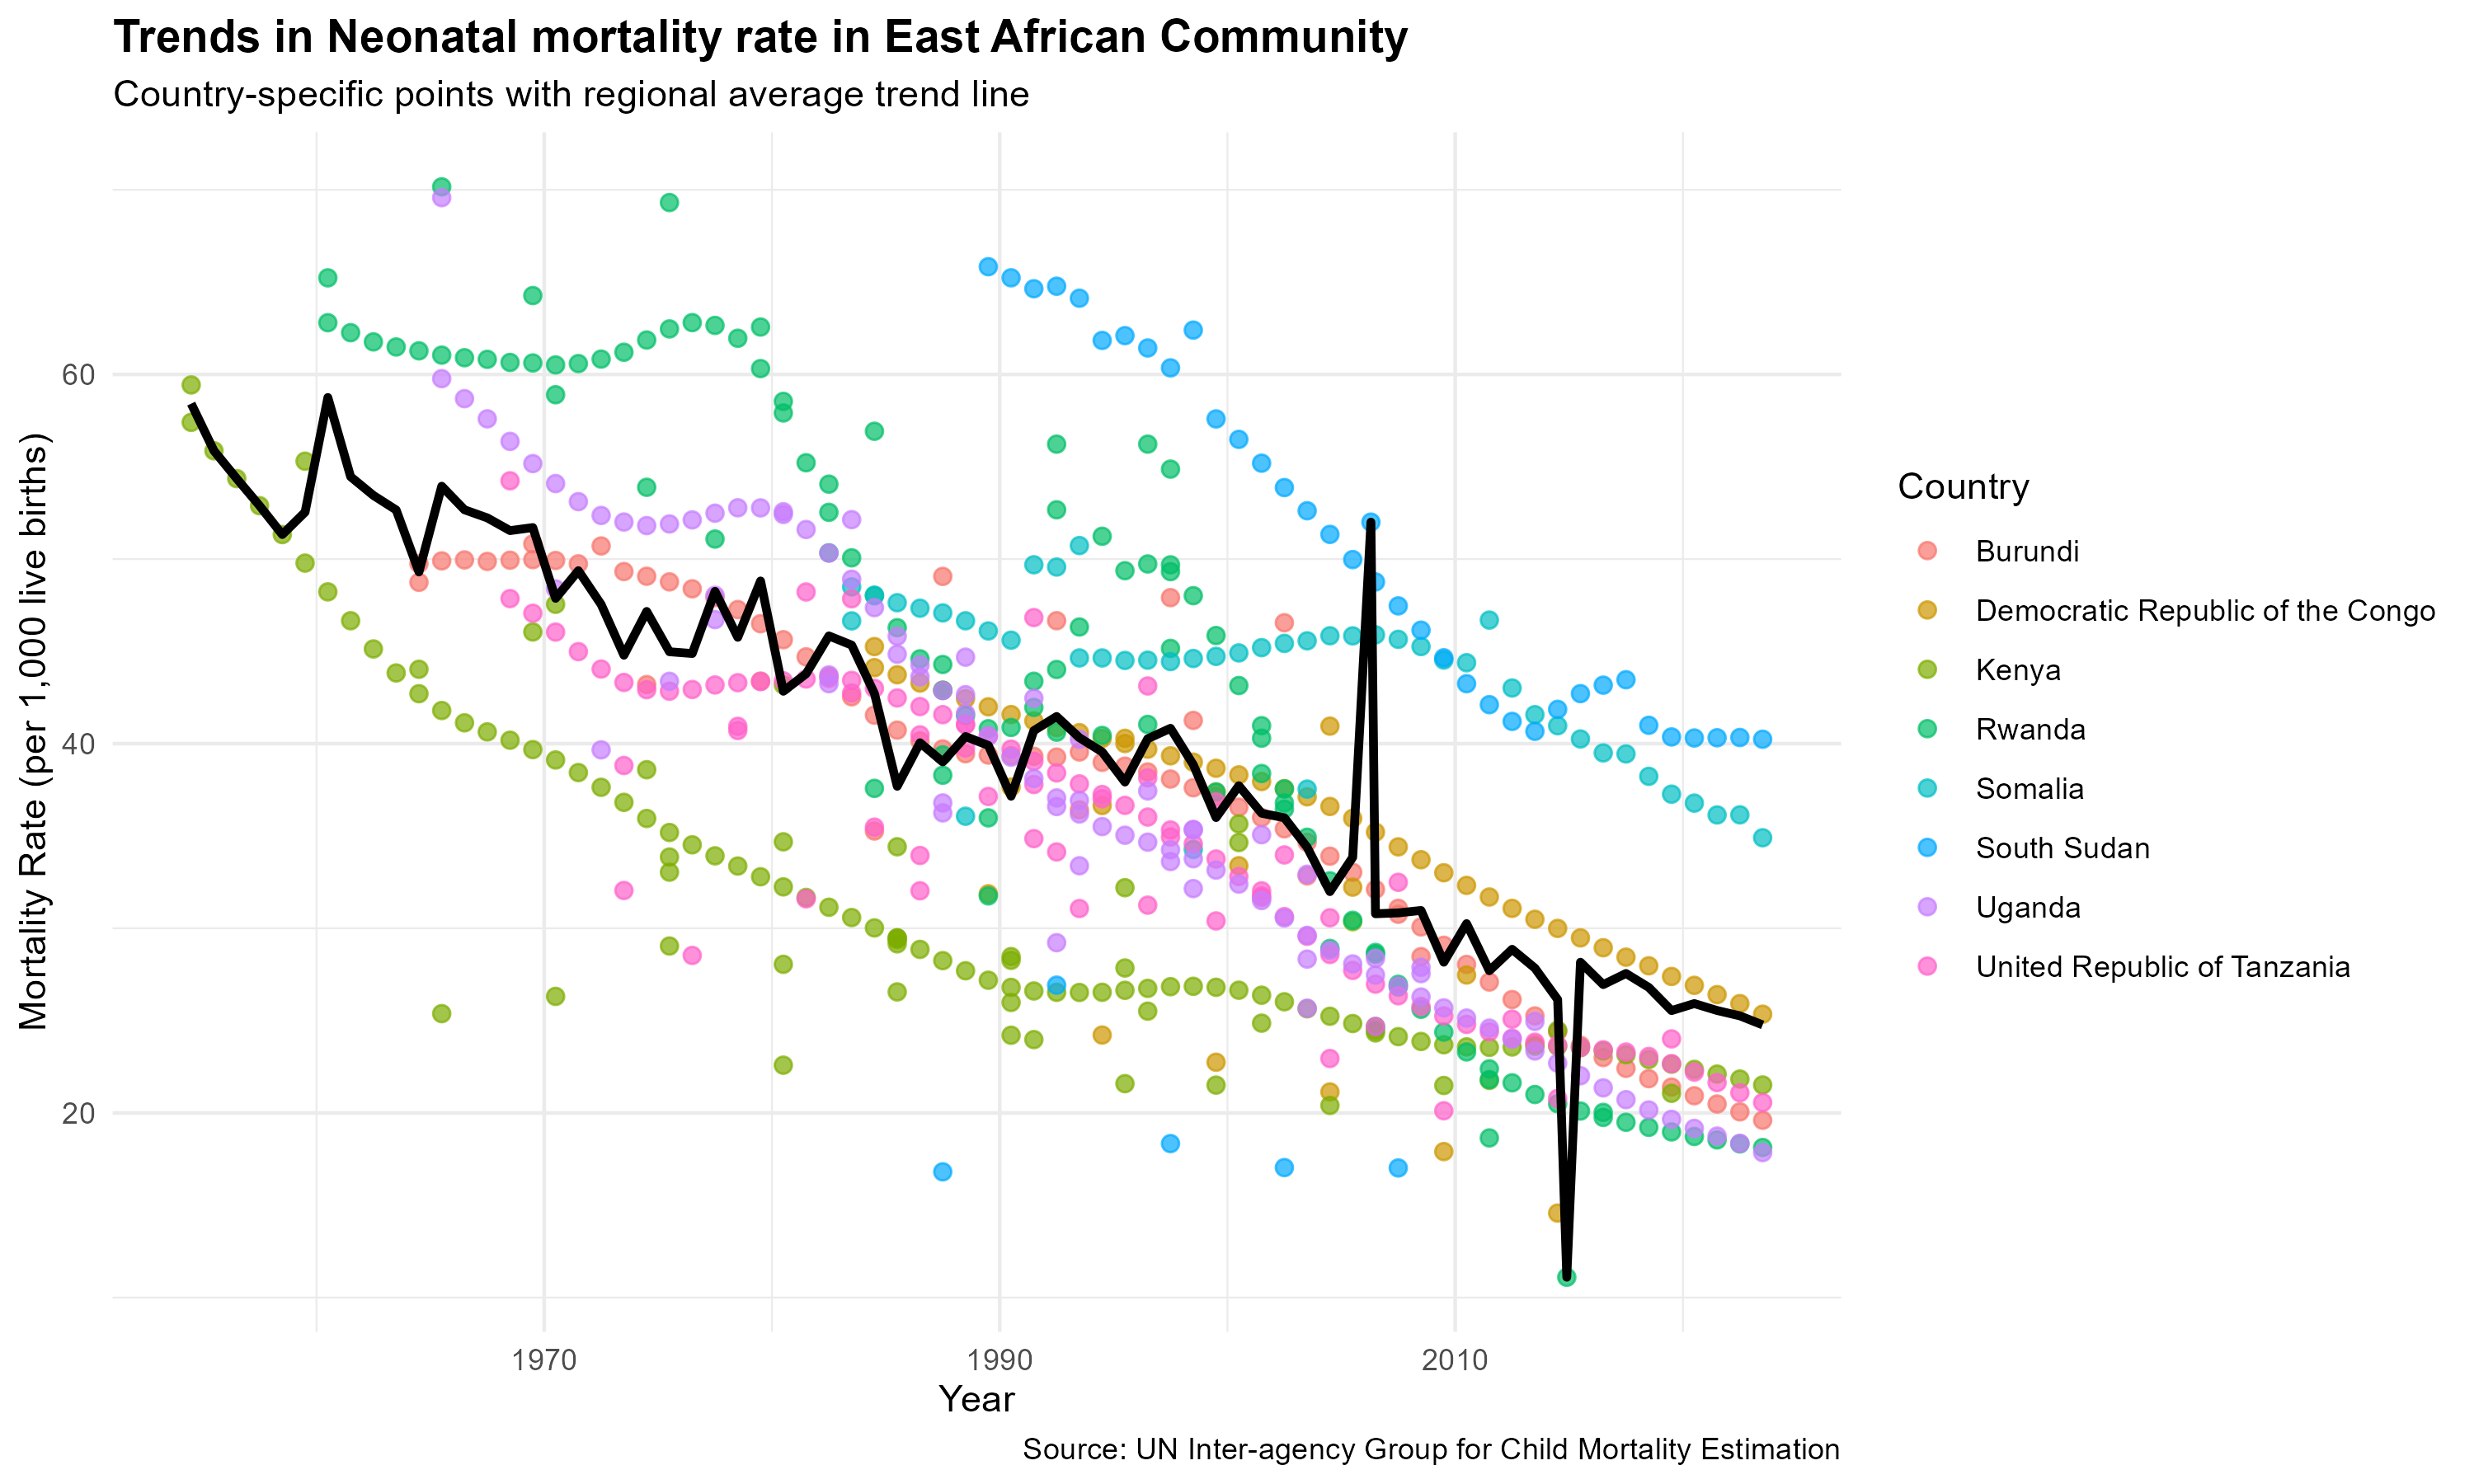 Trends in Neonatal mortality rate in East African Community
Country-specific points with regional average trend line
Mortality Rate (per 1,000 live births)
60
40
20
1970
1990
2010
Year
Country
Burundi
Democratic Republic of the Congo
Kenya
Rwanda
Somalia
South Sudan
Uganda
United Republic of Tanzania
Source: UN Inter-agency Group for Child Mortality Estimation